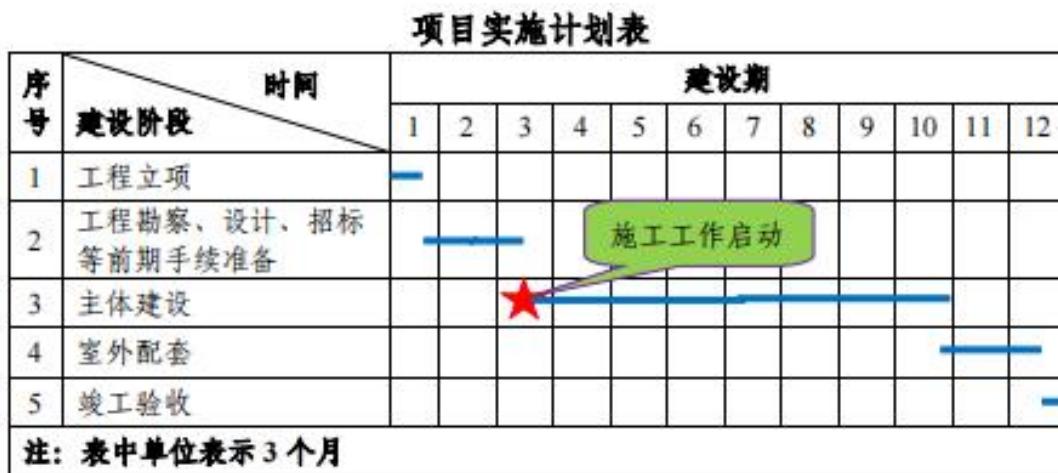 项目实施计划表
序号 时间 建设阶段 建设期
1 2 3 4 5 6 7 8 9 10 11 12
1 工程立项
2 工程勘察、设计、招标
等前期手续准备
施工工作启动
3 主体建设
4 室外配套
5 竣工验收
注：表中单位表示 3 个月